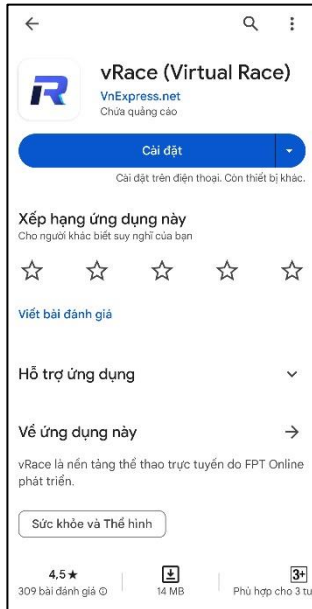 vRace (Virtual Race)
VnExpress.net
Chứa quảng cáo
Cài đặt
Cài đặt trên điện thoại. Còn thiết bị khác.
Xếp hạng ứng dụng này
Cho người khác biết suy nghĩ của bạn
Viết bài đánh giá
Hỗ trợ ứng dụng
Về ứng dụng này
vRace là nền tảng thể thao trực tuyến do FPT Online
phát triển.
Sức khỏe và Thể hình
4,5★
309 bài đánh giá
14 MB
3+
Phù hợp cho 3 tu